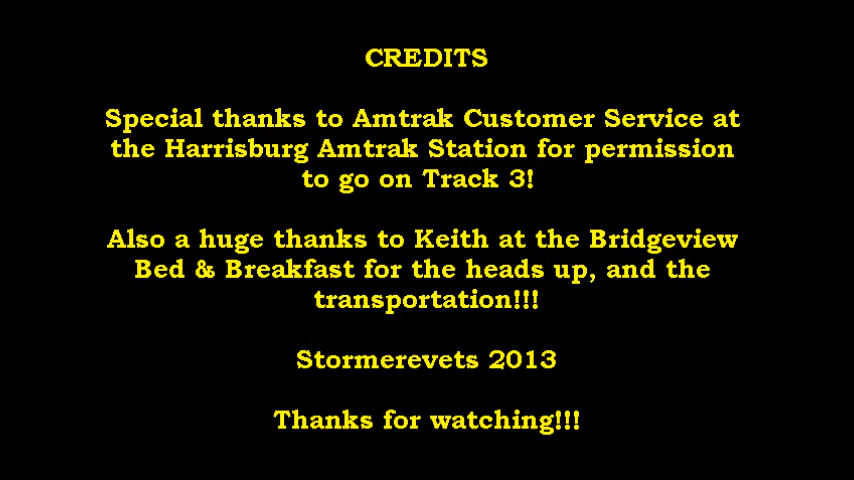 CREDITS
Special thanks to Amtrak Customer Service at
the Harrisburg Amtrak Station for permission
to go on Track 3!
Also a huge thanks to Keith at the Bridgeview
Bed & Breakfast for the heads up, and the
transportation!!!
Stormerevets 2013
Thanks for watching!!!